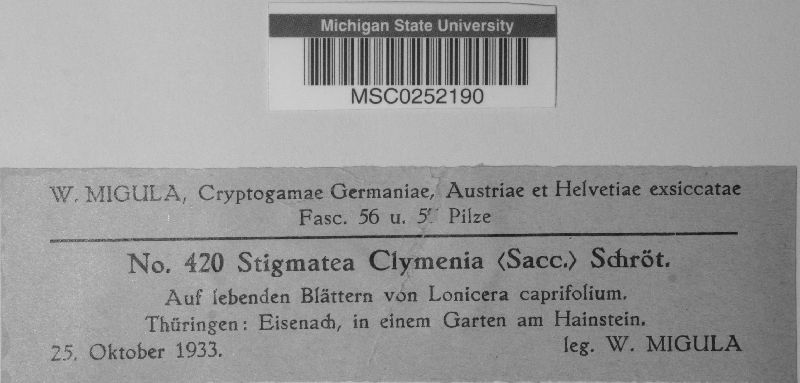 Michigan State University
MSC0252190
W. MIGULA, Cryptogamae Germaniae, Austriae et Helvetiae exsiccatae
Fasc. 56 u. Pilze
No. 420 Stigmatea Clymenia (Sacc.) Schröt.
Auf lebenden Blättern von Lonicera caprifolium.
Thüringen: Eisenach, in einem Garten am Hainstein.
25. Oktober 1933. leg. W. MIGULA